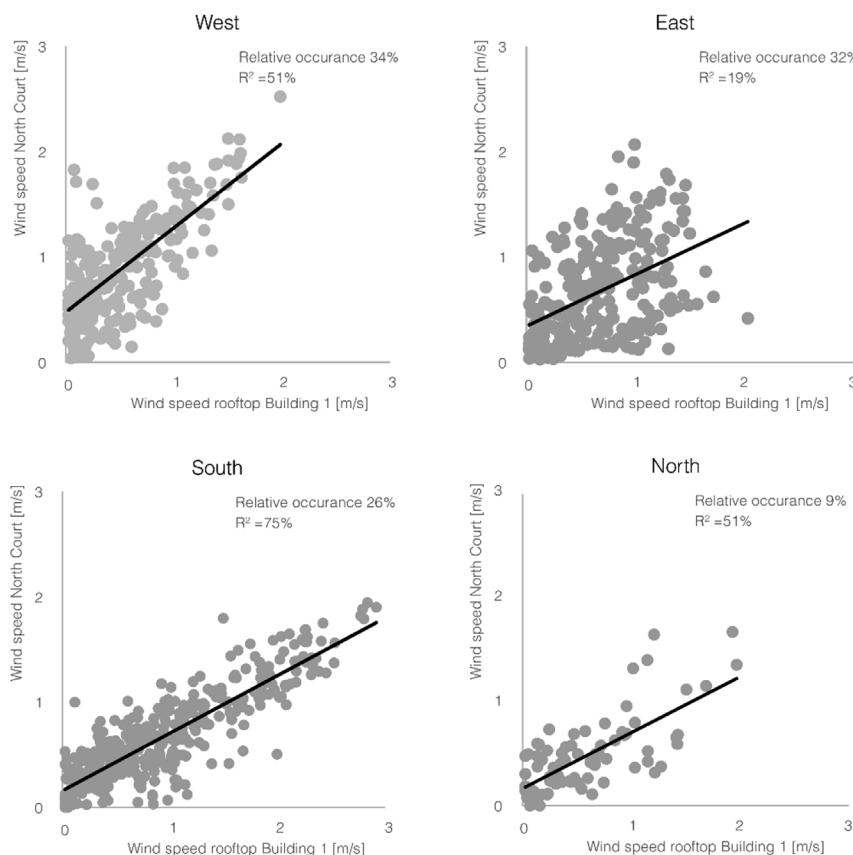 West
Relative occurance 34%
R² =51%
Wind speed North Court [m/s]
3
2
1
0
0 1 2 3
Wind speed rooftop Building 1 [m/s]
East
Relative occurance 32%
R² =19%
Wind speed North Court [m/s]
3
2
1
0
0 1 2 3
Wind speed rooftop Building 1 [m/s]
South
Relative occurance 26%
R² =75%
Wind speed North Court [m/s]
3
2
1
0
0 1 2 3
Wind speed rooftop Building 1 [m/s]
North
Relative occurance 9%
R² =51%
Wind speed North Court [m/s]
3
2
1
0
0 1 2 3
Wind speed rooftop Building 1 [m/s]